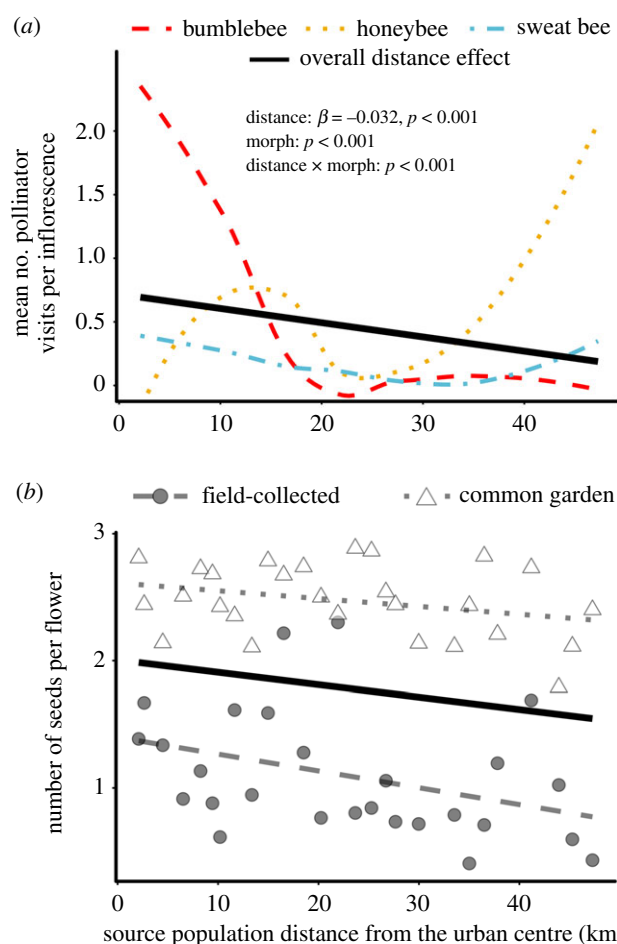 (a)
bumblebee honeybee sweat bee
overall distance effect
distance: β = –0.032, p < 0.001
morph: p < 0.001
distance × morph: p < 0.001
mean no. pollinator
visits per inflorescence
2.0
1.5
1.0
0.5
0
0 10 20 30 40
(b)
field-collected common garden
number of seeds per flower
3
2
1
0 10 20 30 40
source population distance from the urban centre (km